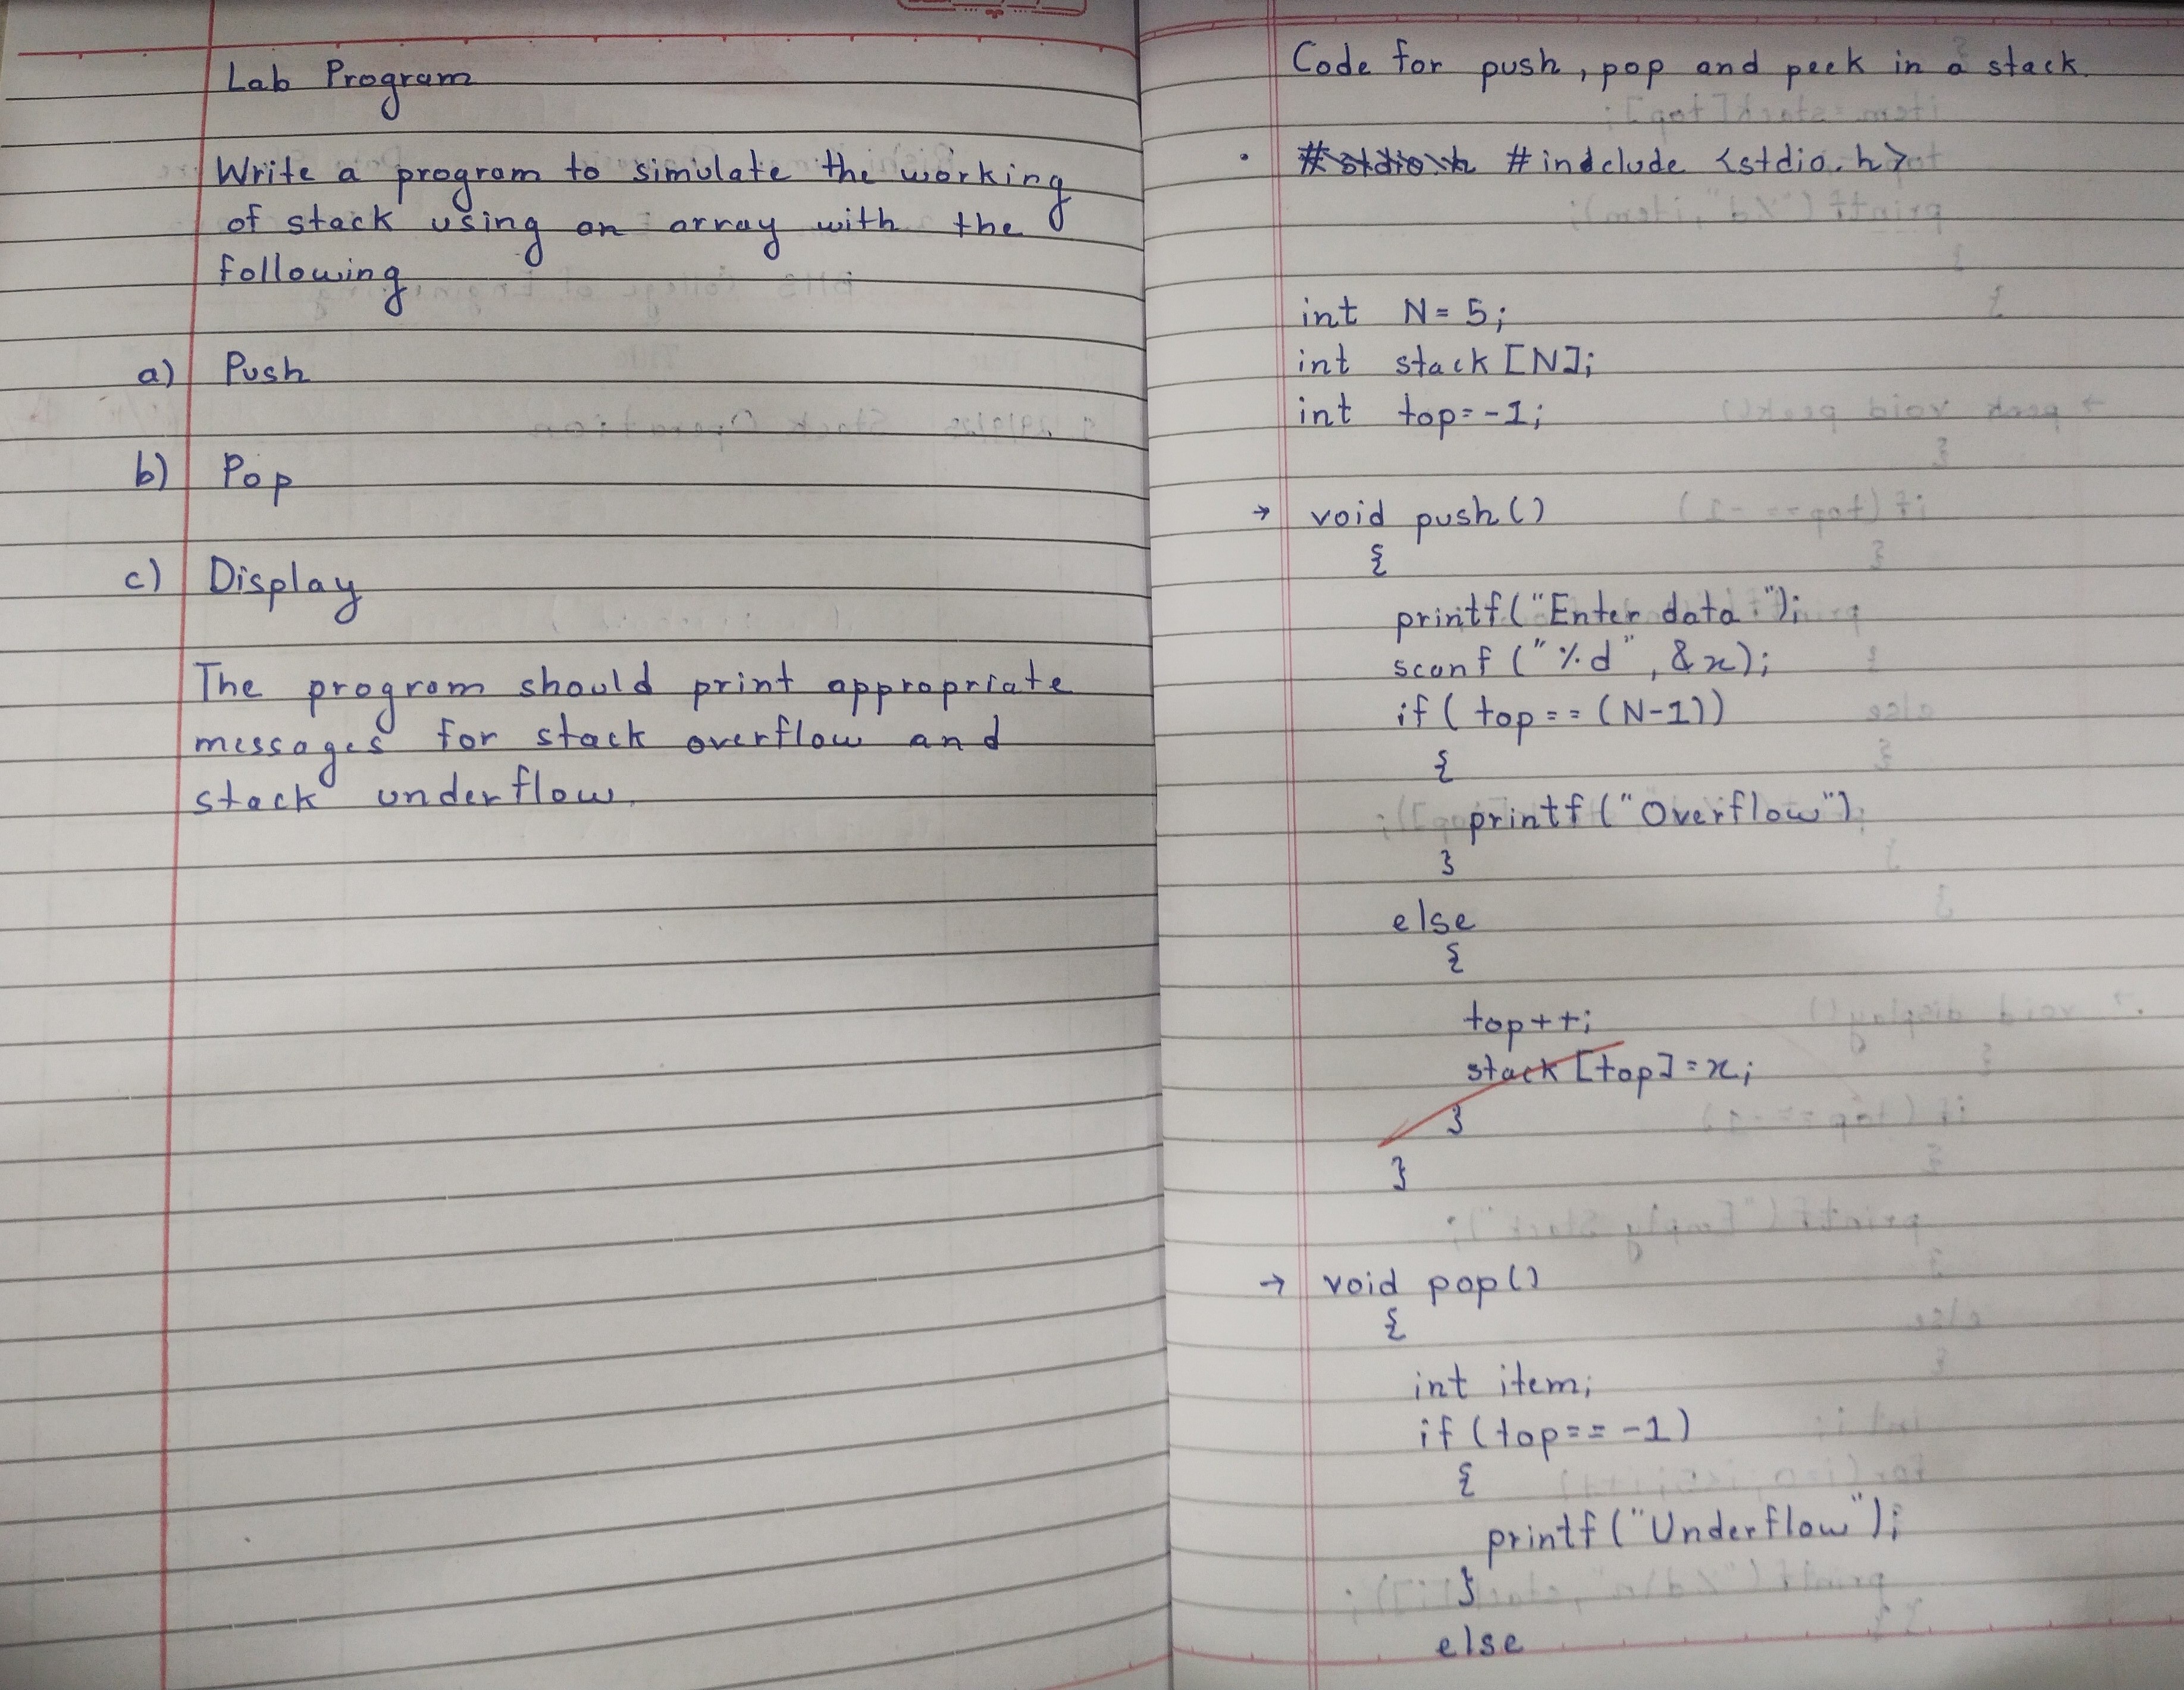 Lab Program
Write a program to simulate the working
of stack using an array with the
following
a) Push
b) Pop
c) Display
The program should print appropriate
messages for stack overflow and
stack underflow.
Code for push, pop and peek in a stack.
#include <stdio.h>
int N = 5;
int stack [N];
int top = -1;
→ void push()
{
printf("Enter data :");
scanf ("%d", &x);
if ( top == (N-1))
{
printf ("Overflow");
}
else
{
top++;
stack [top] = x;
}
}
→ void pop()
{
int item;
if (top == -1)
{
printf ("Underflow");
}
else